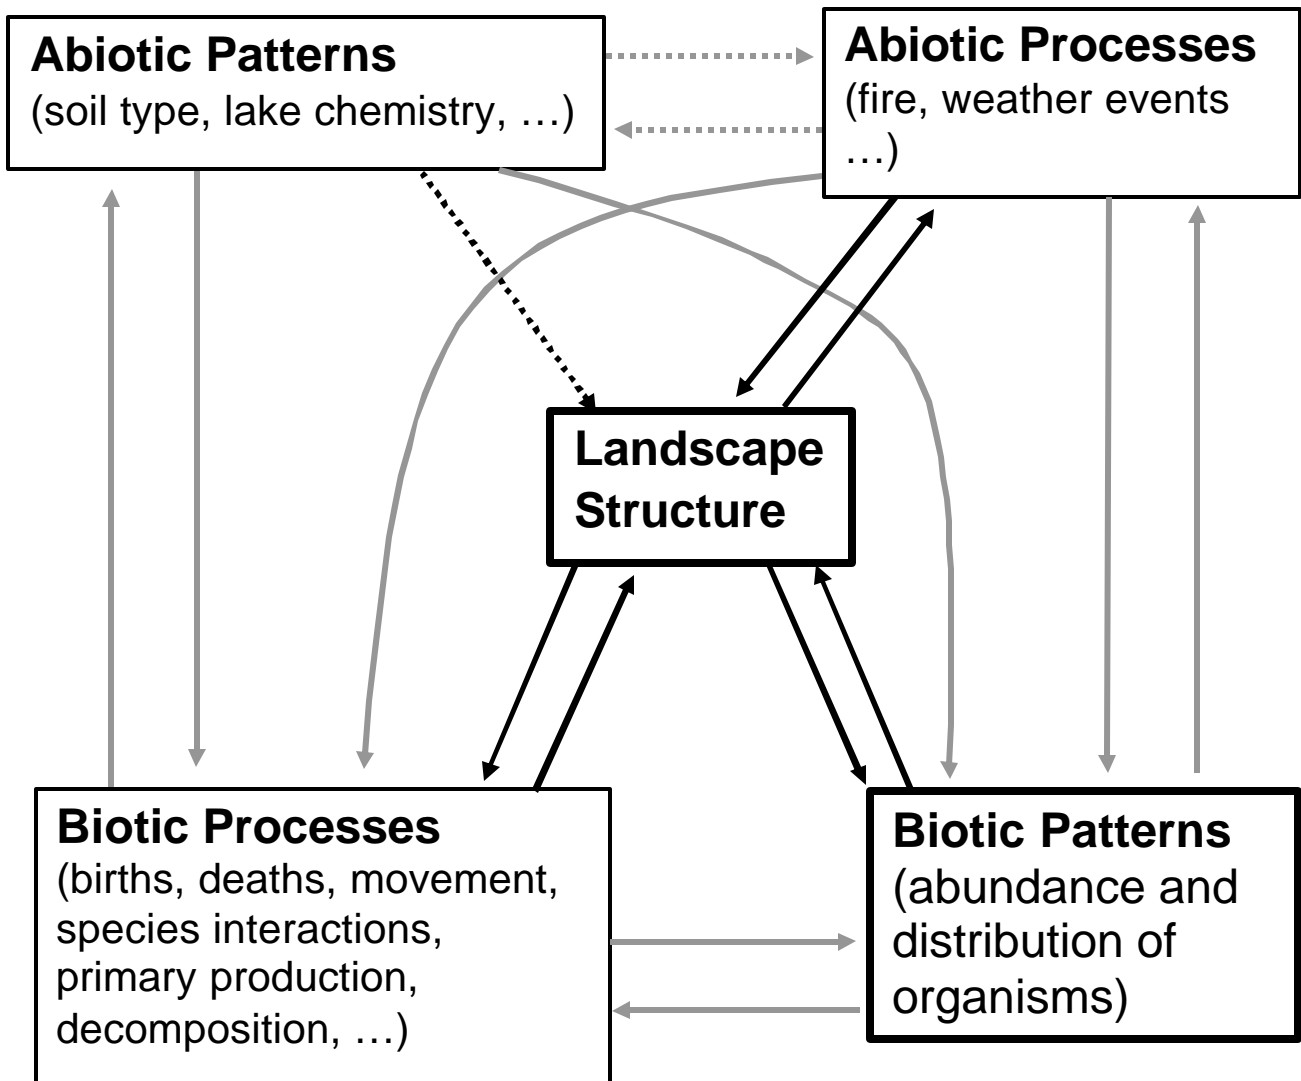 Abiotic Patterns
(soil type, lake chemistry, …)
Abiotic Processes
(fire, weather events
…)
Landscape
Structure
Biotic Processes
(births, deaths, movement,
species interactions,
primary production,
decomposition, …)
Biotic Patterns
(abundance and
distribution of
organisms)